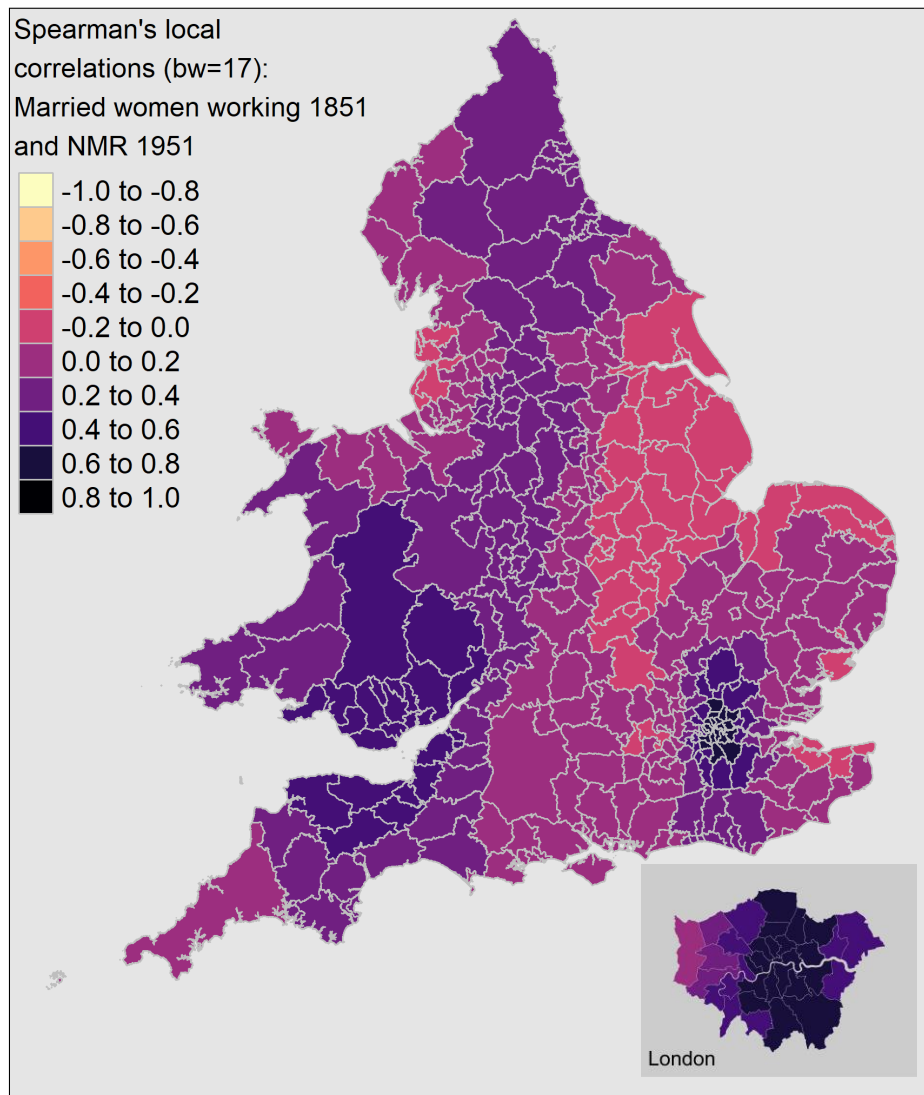 Spearman's local
correlations (bw=17):
Married women working 1851
and NMR 1951
-1.0 to -0.8
-0.8 to -0.6
-0.6 to -0.4
-0.4 to -0.2
-0.2 to 0.0
0.0 to 0.2
0.2 to 0.4
0.4 to 0.6
0.6 to 0.8
0.8 to 1.0
London